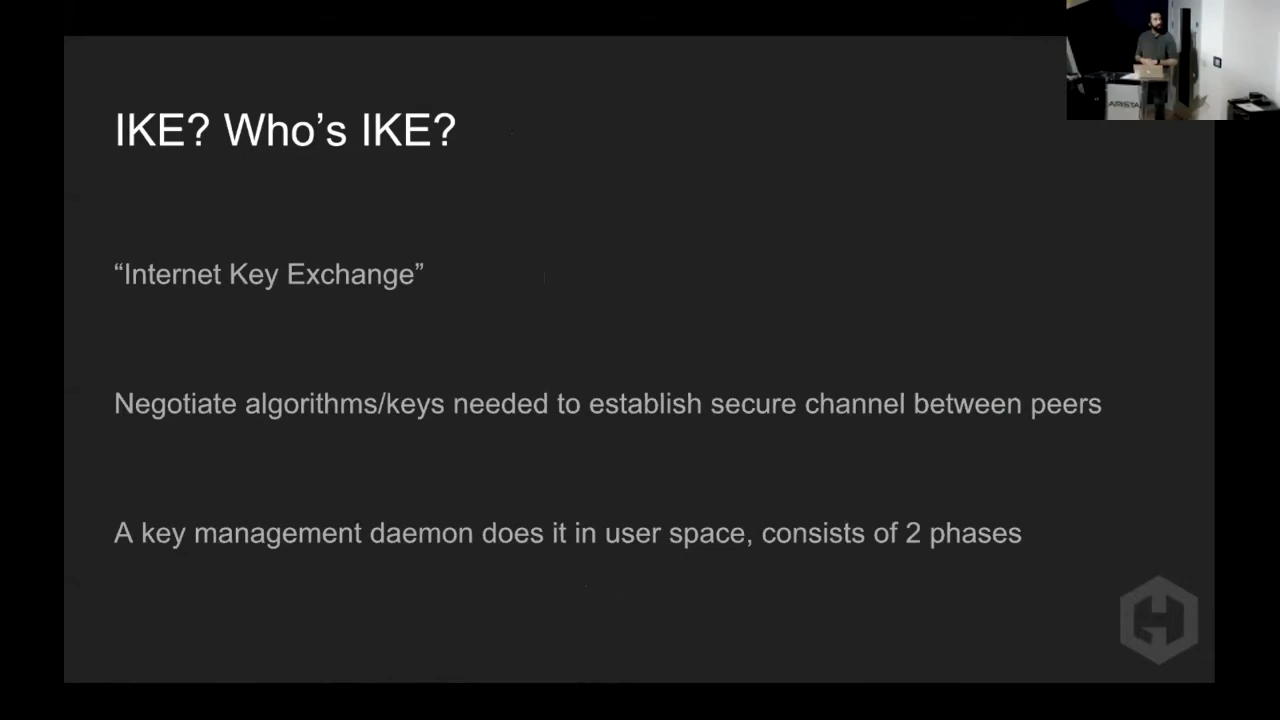 IKE? Who’s IKE?
“Internet Key Exchange”
Negotiate algorithms/keys needed to establish secure channel between peers
A key management daemon does it in user space, consists of 2 phases
ARISTA